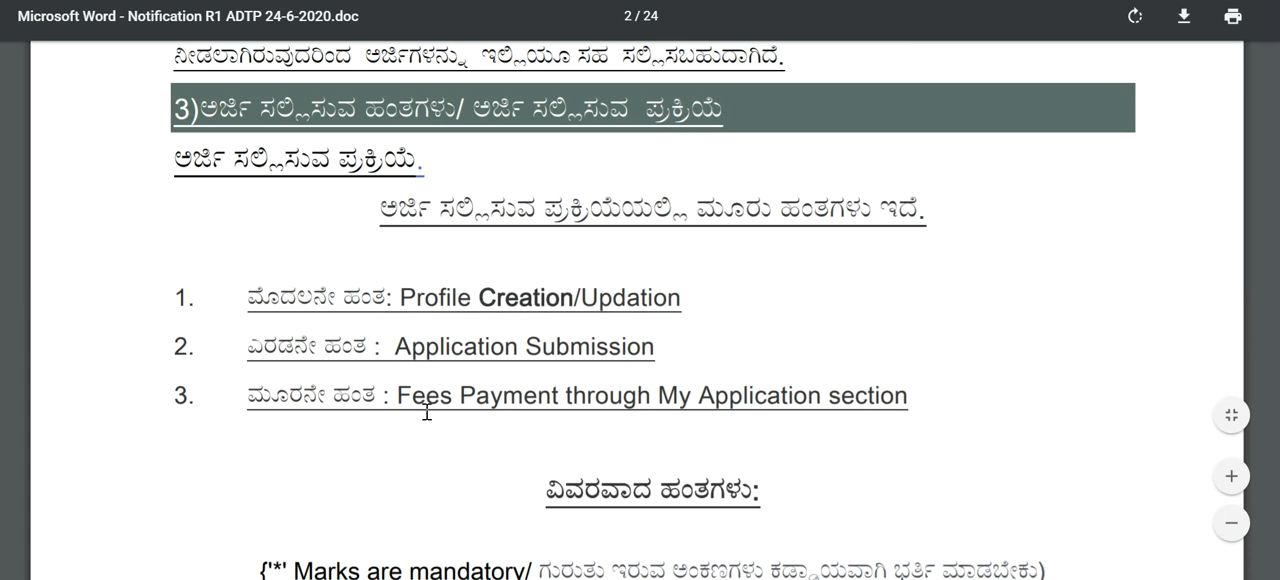 Microsoft Word - Notification R1 ADTP 24-6-2020.doc
2 / 24
ನೀಡಲಾಗಿರುವುದರಿಂದ ಅರ್ಜಿಗಳನ್ನು ಇಲ್ಲಿಯೂ ಸಹ ಸಲ್ಲಿಸಬಹುದಾಗಿದೆ.
3)ಅರ್ಜಿ ಸಲ್ಲಿಸುವ ಹಂತಗಳು/ ಅರ್ಜಿ ಸಲ್ಲಿಸುವ ಪ್ರಕ್ರಿಯೆ
ಅರ್ಜಿ ಸಲ್ಲಿಸುವ ಪ್ರಕ್ರಿಯೆ.
ಅರ್ಜಿ ಸಲ್ಲಿಸುವ ಪ್ರಕ್ರಿಯೆಯಲ್ಲಿ ಮೂರು ಹಂತಗಳು ಇದೆ.
1. ಮೊದಲನೇ ಹಂತ: Profile Creation/Updation
2. ಎರಡನೇ ಹಂತ : Application Submission
3. ಮೂರನೇ ಹಂತ : Fees Payment through My Application section
ವಿವರವಾದ ಹಂತಗಳು:
{'*' Marks are mandatory/ ಗುರುತು ಇರುವ ಅಂಕಣಗಳು ಕಡ್ಡಾಯವಾಗಿ ಭರ್ತಿ ಮಾಡಬೇಕು)